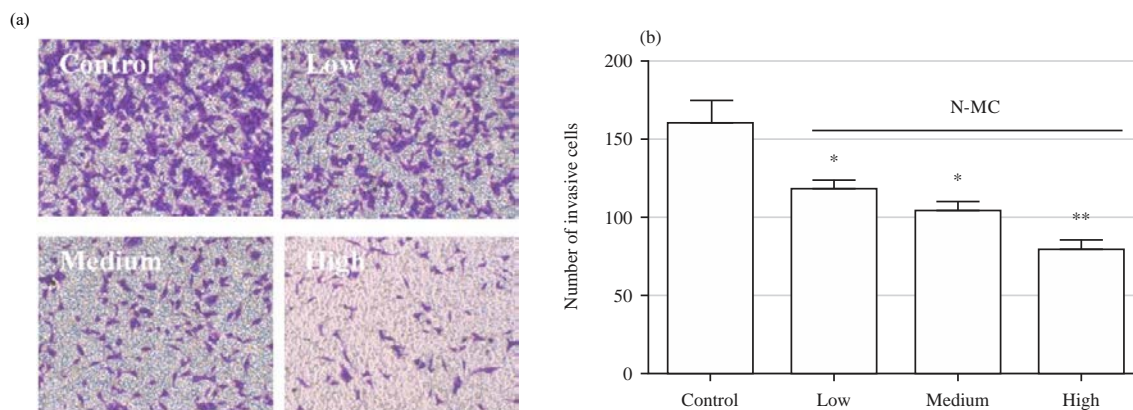 (a)
Control
Low
Medium
High
(b)
Number of invasive cells
200
150
100
50
0
N-MC
*
*
**
Control
Low
Medium
High